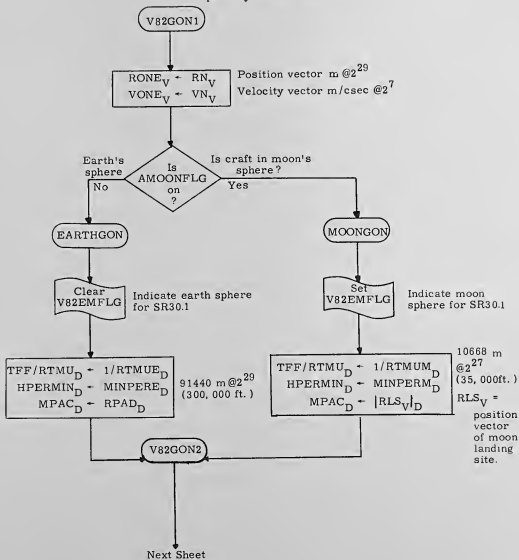 V82GON1
RONE_V ← RN_V
VONE_V ← VN_V
Position vector m @2^29
Velocity vector m/csec @2^7
Earth's sphere
No
Is AMOONFLG on ?
Is craft in moon's sphere?
Yes
EARTHGON
MOONGON
Clear V82EMFLG
Indicate earth sphere for SR30.1
Set V82EMFLG
Indicate moon sphere for SR30.1
TFF/RTMU_D ← 1/RTMUE_D
HPERMIN_D ← MINPERE_D
MPAC_D ← RPAD_D
91440 m @2^29
(300, 000 ft.)
TFF/RTMU_D ← 1/RTMUM_D
HPERMIN_D ← MINPERM_D
MPAC_D ← |RLS_V|_D
10668 m
@2^27
(35, 000ft.)
RLS_V =
position
vector
of moon
landing
site.
V82GON2
Next Sheet